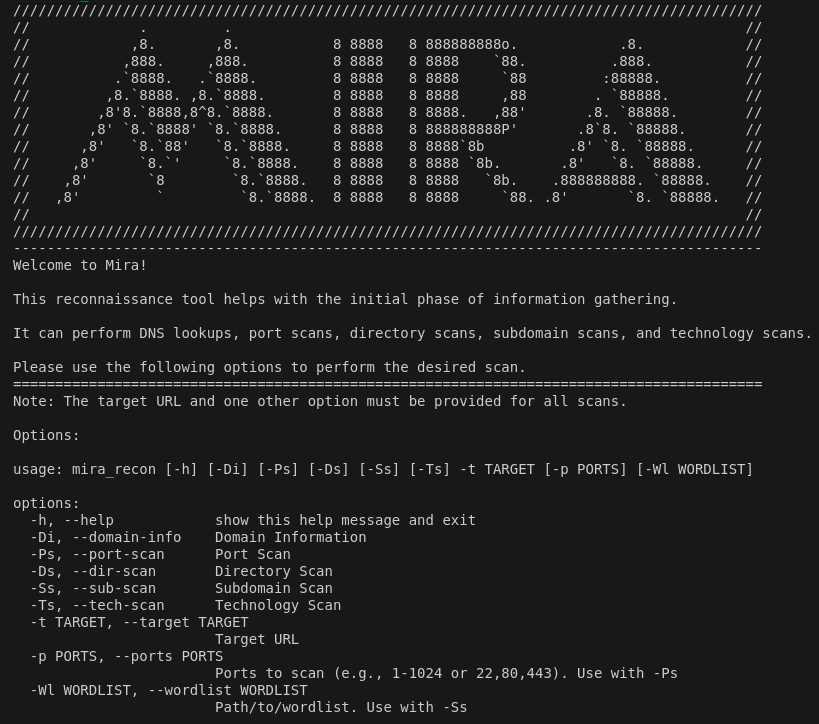 //////////////////////////////////////////////////////////////////////////////////////////
//             .         .                                                             //
//            ,8.       ,8.           8 8888   8 888888888o.            .8.            //
//           ,888.     ,888.          8 8888   8 8888    `88.          .888.           //
//          .`8888.   .`8888.         8 8888   8 8888     `88         :88888.          //
//         ,8.`8888. ,8.`8888.        8 8888   8 8888     ,88        . `88888.         //
//        ,8'8.`8888,8^8.`8888.       8 8888   8 8888.   ,88'       .8. `88888.        //
//       ,8' `8.`8888' `8.`8888.      8 8888   8 888888888P'       .8`8. `88888.       //
//      ,8'   `8.`88'   `8.`8888.     8 8888   8 8888`8b          .8' `8. `88888.      //
//     ,8'     `8.`'     `8.`8888.    8 8888   8 8888 `8b.       .8'   `8. `88888.     //
//    ,8'       `8        `8.`8888.   8 8888   8 8888   `8b.    .888888888. `88888.    //
//   ,8'         `         `8.`8888.  8 8888   8 8888     `88. .8'       `8. `88888.   //
//                                                                                     //
//////////////////////////////////////////////////////////////////////////////////////////
-----------------------------------------------------------------------------------------
Welcome to Mira!
This reconnaissance tool helps with the initial phase of information gathering.
It can perform DNS lookups, port scans, directory scans, subdomain scans, and technology scans.
Please use the following options to perform the desired scan.
=========================================================================================
Note: The target URL and one other option must be provided for all scans.
Options:
usage: mira_recon [-h] [-Di] [-Ps] [-Ds] [-Ss] [-Ts] -t TARGET [-p PORTS] [-Wl WORDLIST]
options:
  -h, --help            show this help message and exit
  -Di, --domain-info    Domain Information
  -Ps, --port-scan      Port Scan
  -Ds, --dir-scan       Directory Scan
  -Ss, --sub-scan       Subdomain Scan
  -Ts, --tech-scan      Technology Scan
  -t TARGET, --target TARGET
                        Target URL
  -p PORTS, --ports PORTS
                        Ports to scan (e.g., 1-1024 or 22,80,443). Use with -Ps
  -Wl WORDLIST, --wordlist WORDLIST
                        Path/to/wordlist. Use with -Ss